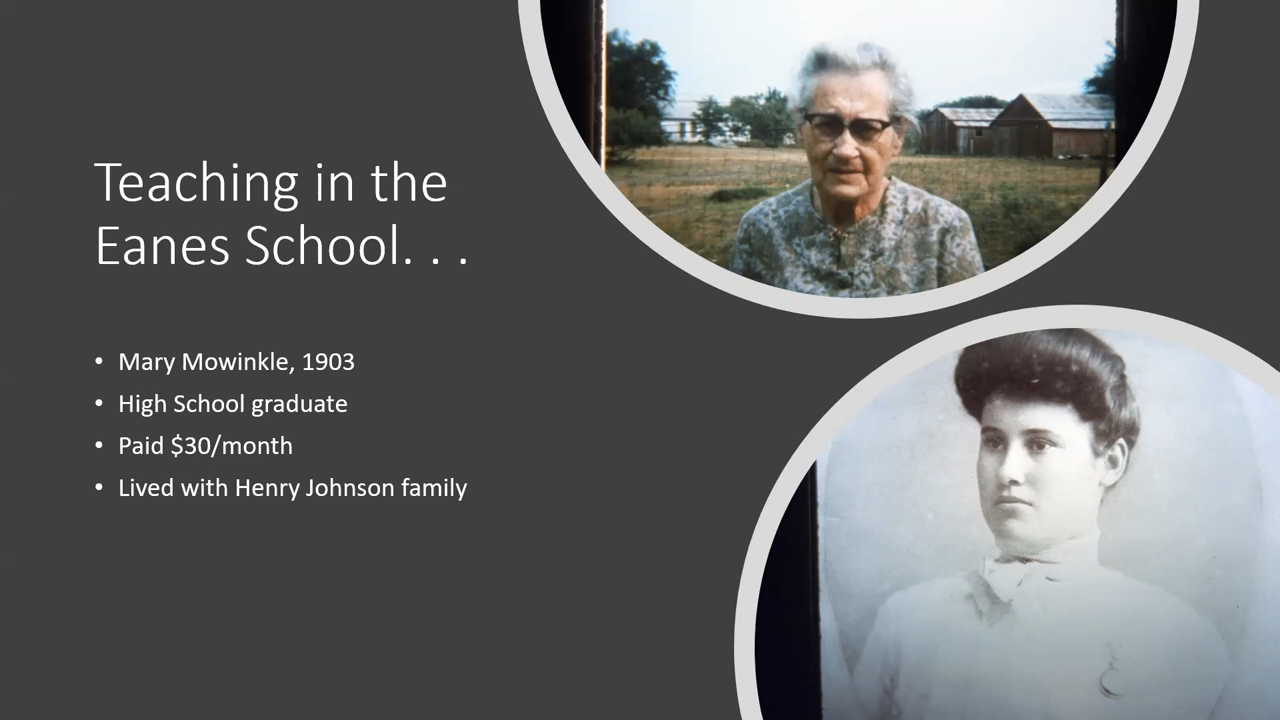 Teaching in the
Eanes School. . .
• Mary Mowinkle, 1903
• High School graduate
• Paid $30/month
• Lived with Henry Johnson family